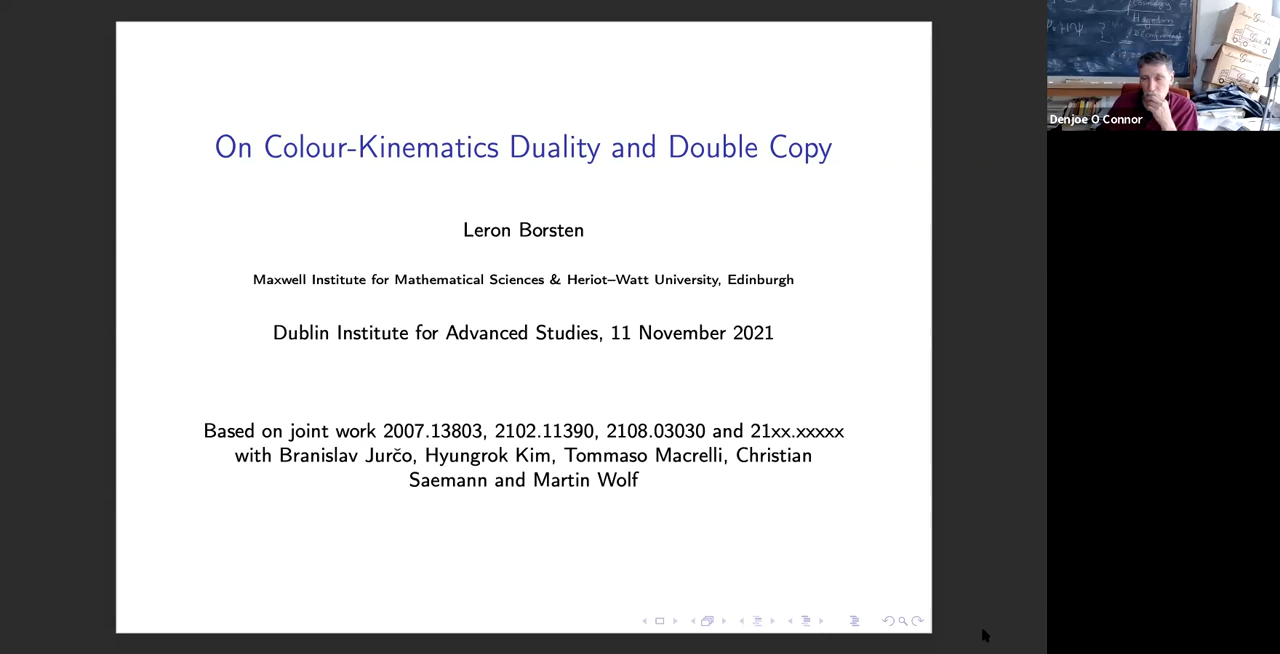 On Colour-Kinematics Duality and Double Copy
Leron Borsten
Maxwell Institute for Mathematical Sciences & Heriot–Watt University, Edinburgh
Dublin Institute for Advanced Studies, 11 November 2021
Based on joint work 2007.13803, 2102.11390, 2108.03030 and 21xx.xxxxx
with Branislav Jurčo, Hyungrok Kim, Tommaso Macrelli, Christian
Saemann and Martin Wolf
Denjoe O Connor